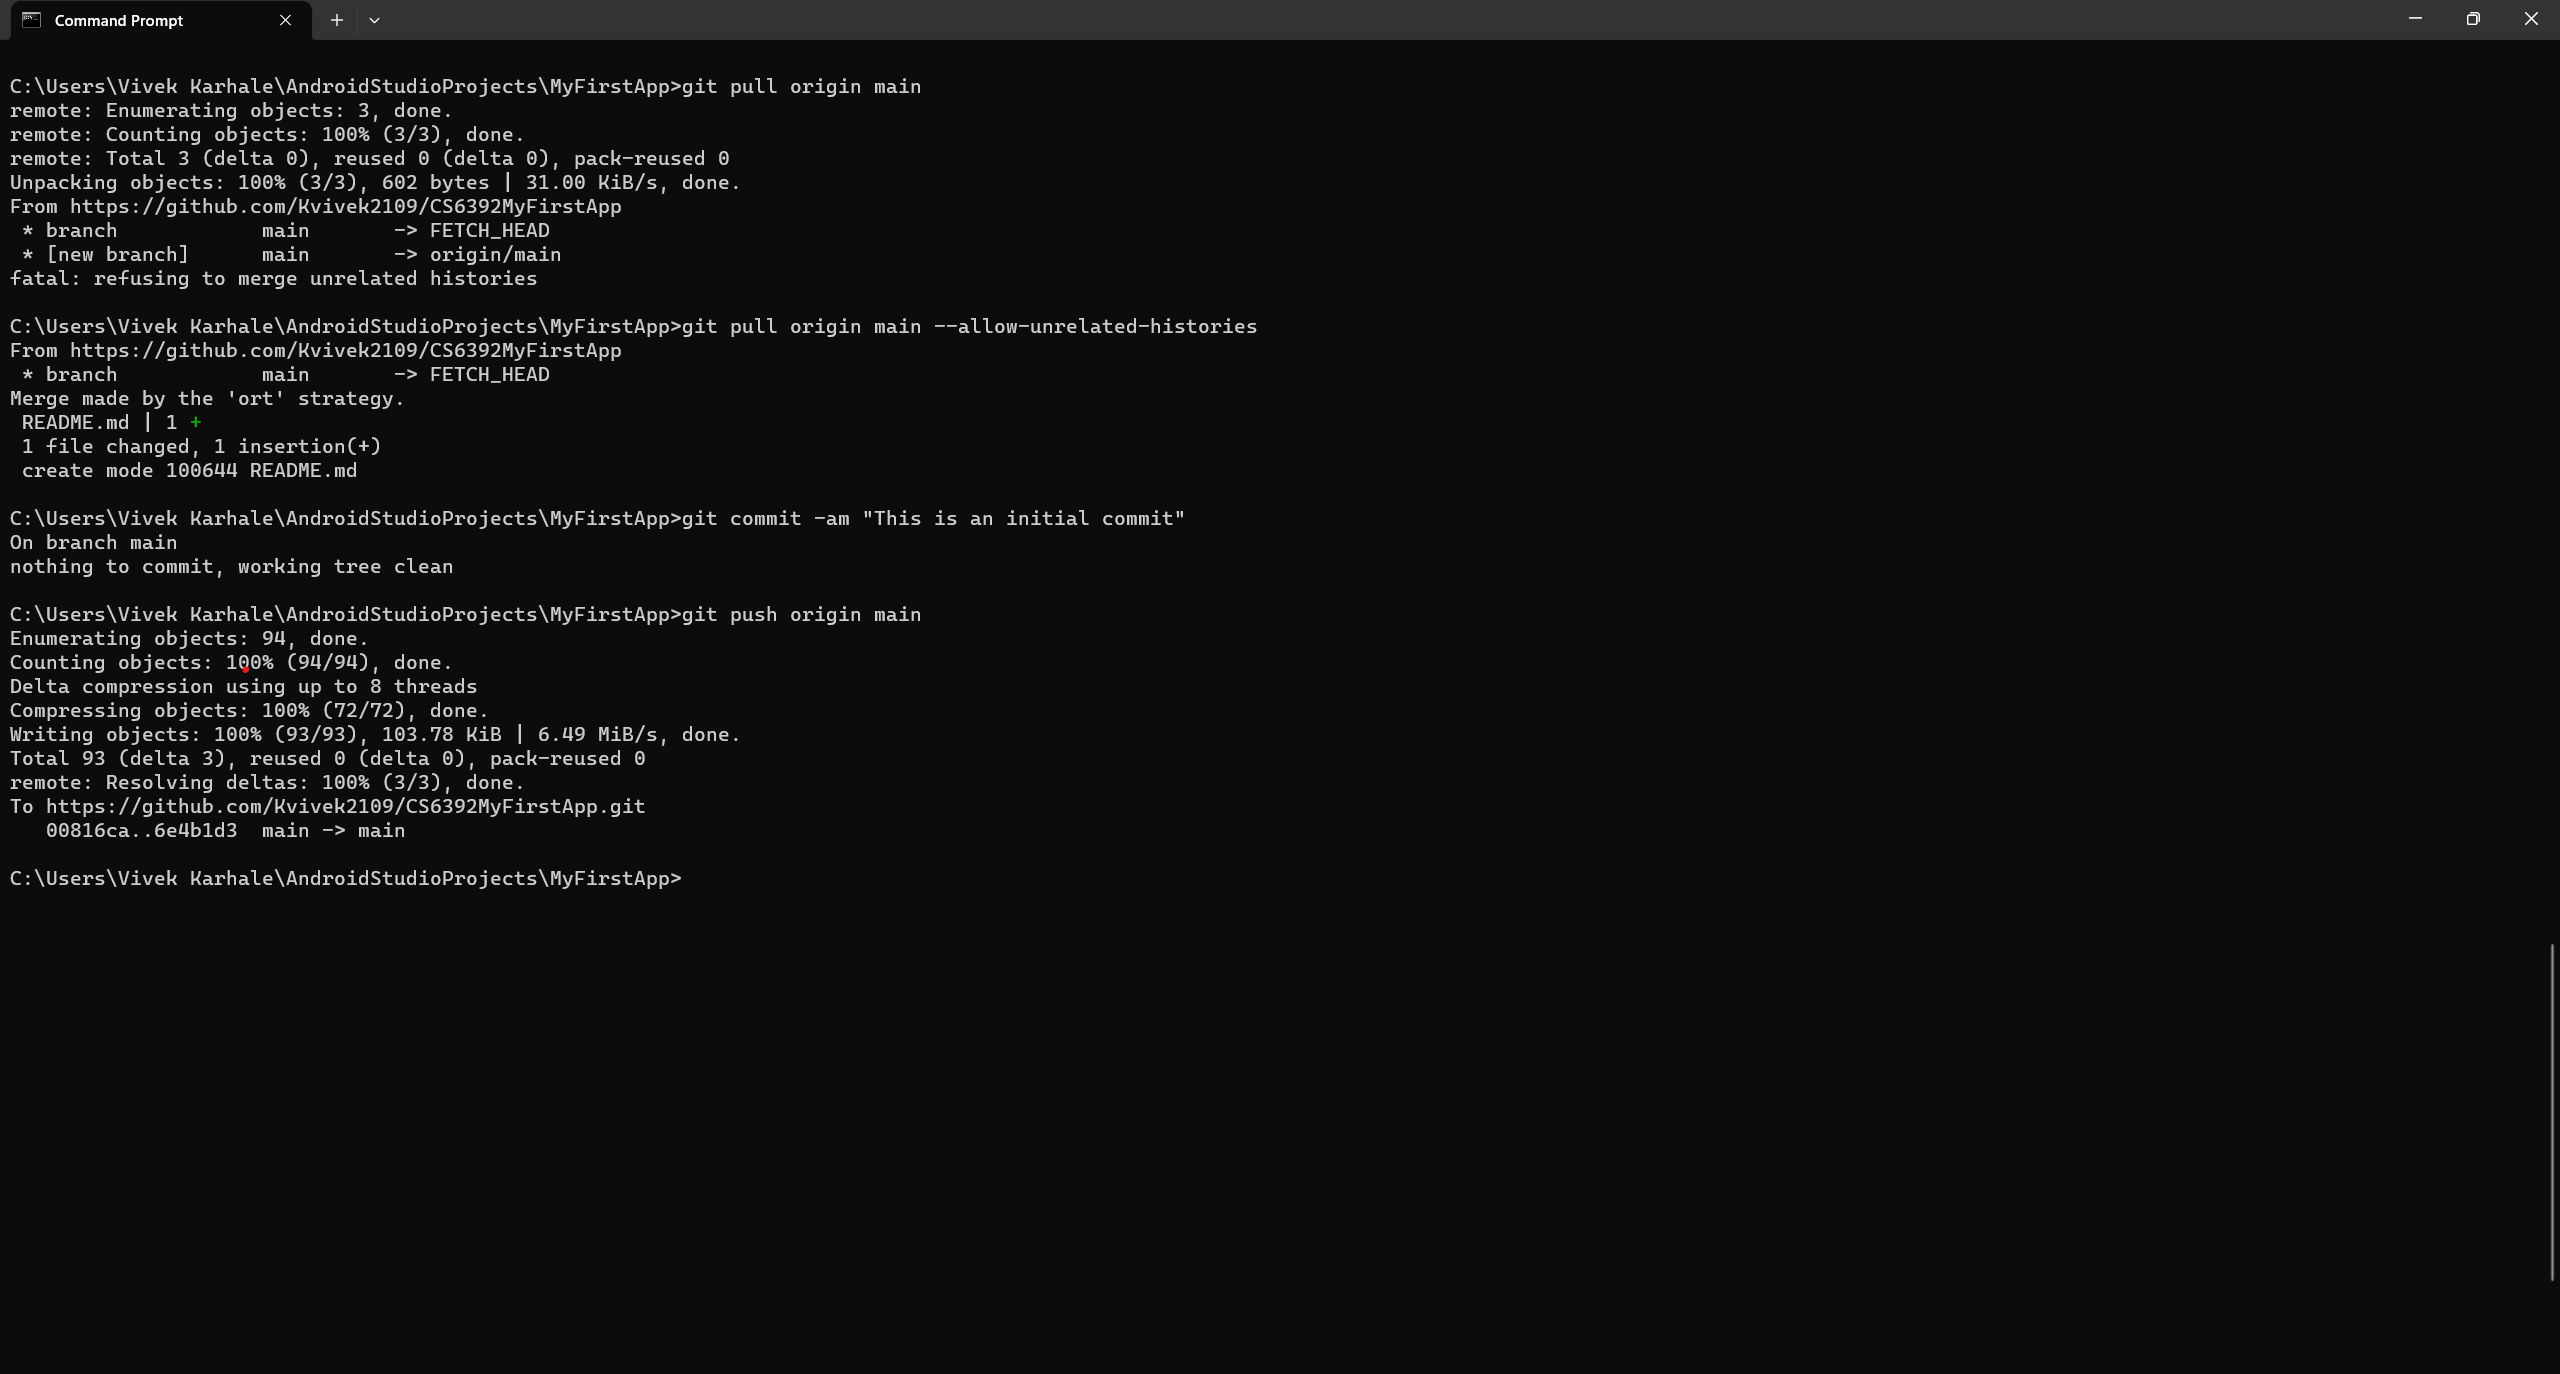 Command Prompt
C:\Users\Vivek Karhale\AndroidStudioProjects\MyFirstApp>git pull origin main
remote: Enumerating objects: 3, done.
remote: Counting objects: 100% (3/3), done.
remote: Total 3 (delta 0), reused 0 (delta 0), pack-reused 0
Unpacking objects: 100% (3/3), 602 bytes | 31.00 KiB/s, done.
From https://github.com/Kvivek2109/CS6392MyFirstApp
 * branch            main       -> FETCH_HEAD
 * [new branch]      main       -> origin/main
fatal: refusing to merge unrelated histories
C:\Users\Vivek Karhale\AndroidStudioProjects\MyFirstApp>git pull origin main --allow-unrelated-histories
From https://github.com/Kvivek2109/CS6392MyFirstApp
 * branch            main       -> FETCH_HEAD
Merge made by the 'ort' strategy.
 README.md | 1 +
 1 file changed, 1 insertion(+)
 create mode 100644 README.md
C:\Users\Vivek Karhale\AndroidStudioProjects\MyFirstApp>git commit -am "This is an initial commit"
On branch main
nothing to commit, working tree clean
C:\Users\Vivek Karhale\AndroidStudioProjects\MyFirstApp>git push origin main
Enumerating objects: 94, done.
Counting objects: 100% (94/94), done.
Delta compression using up to 8 threads
Compressing objects: 100% (72/72), done.
Writing objects: 100% (93/93), 103.78 KiB | 6.49 MiB/s, done.
Total 93 (delta 3), reused 0 (delta 0), pack-reused 0
remote: Resolving deltas: 100% (3/3), done.
To https://github.com/Kvivek2109/CS6392MyFirstApp.git
   00816ca..6e4b1d3  main -> main
C:\Users\Vivek Karhale\AndroidStudioProjects\MyFirstApp>